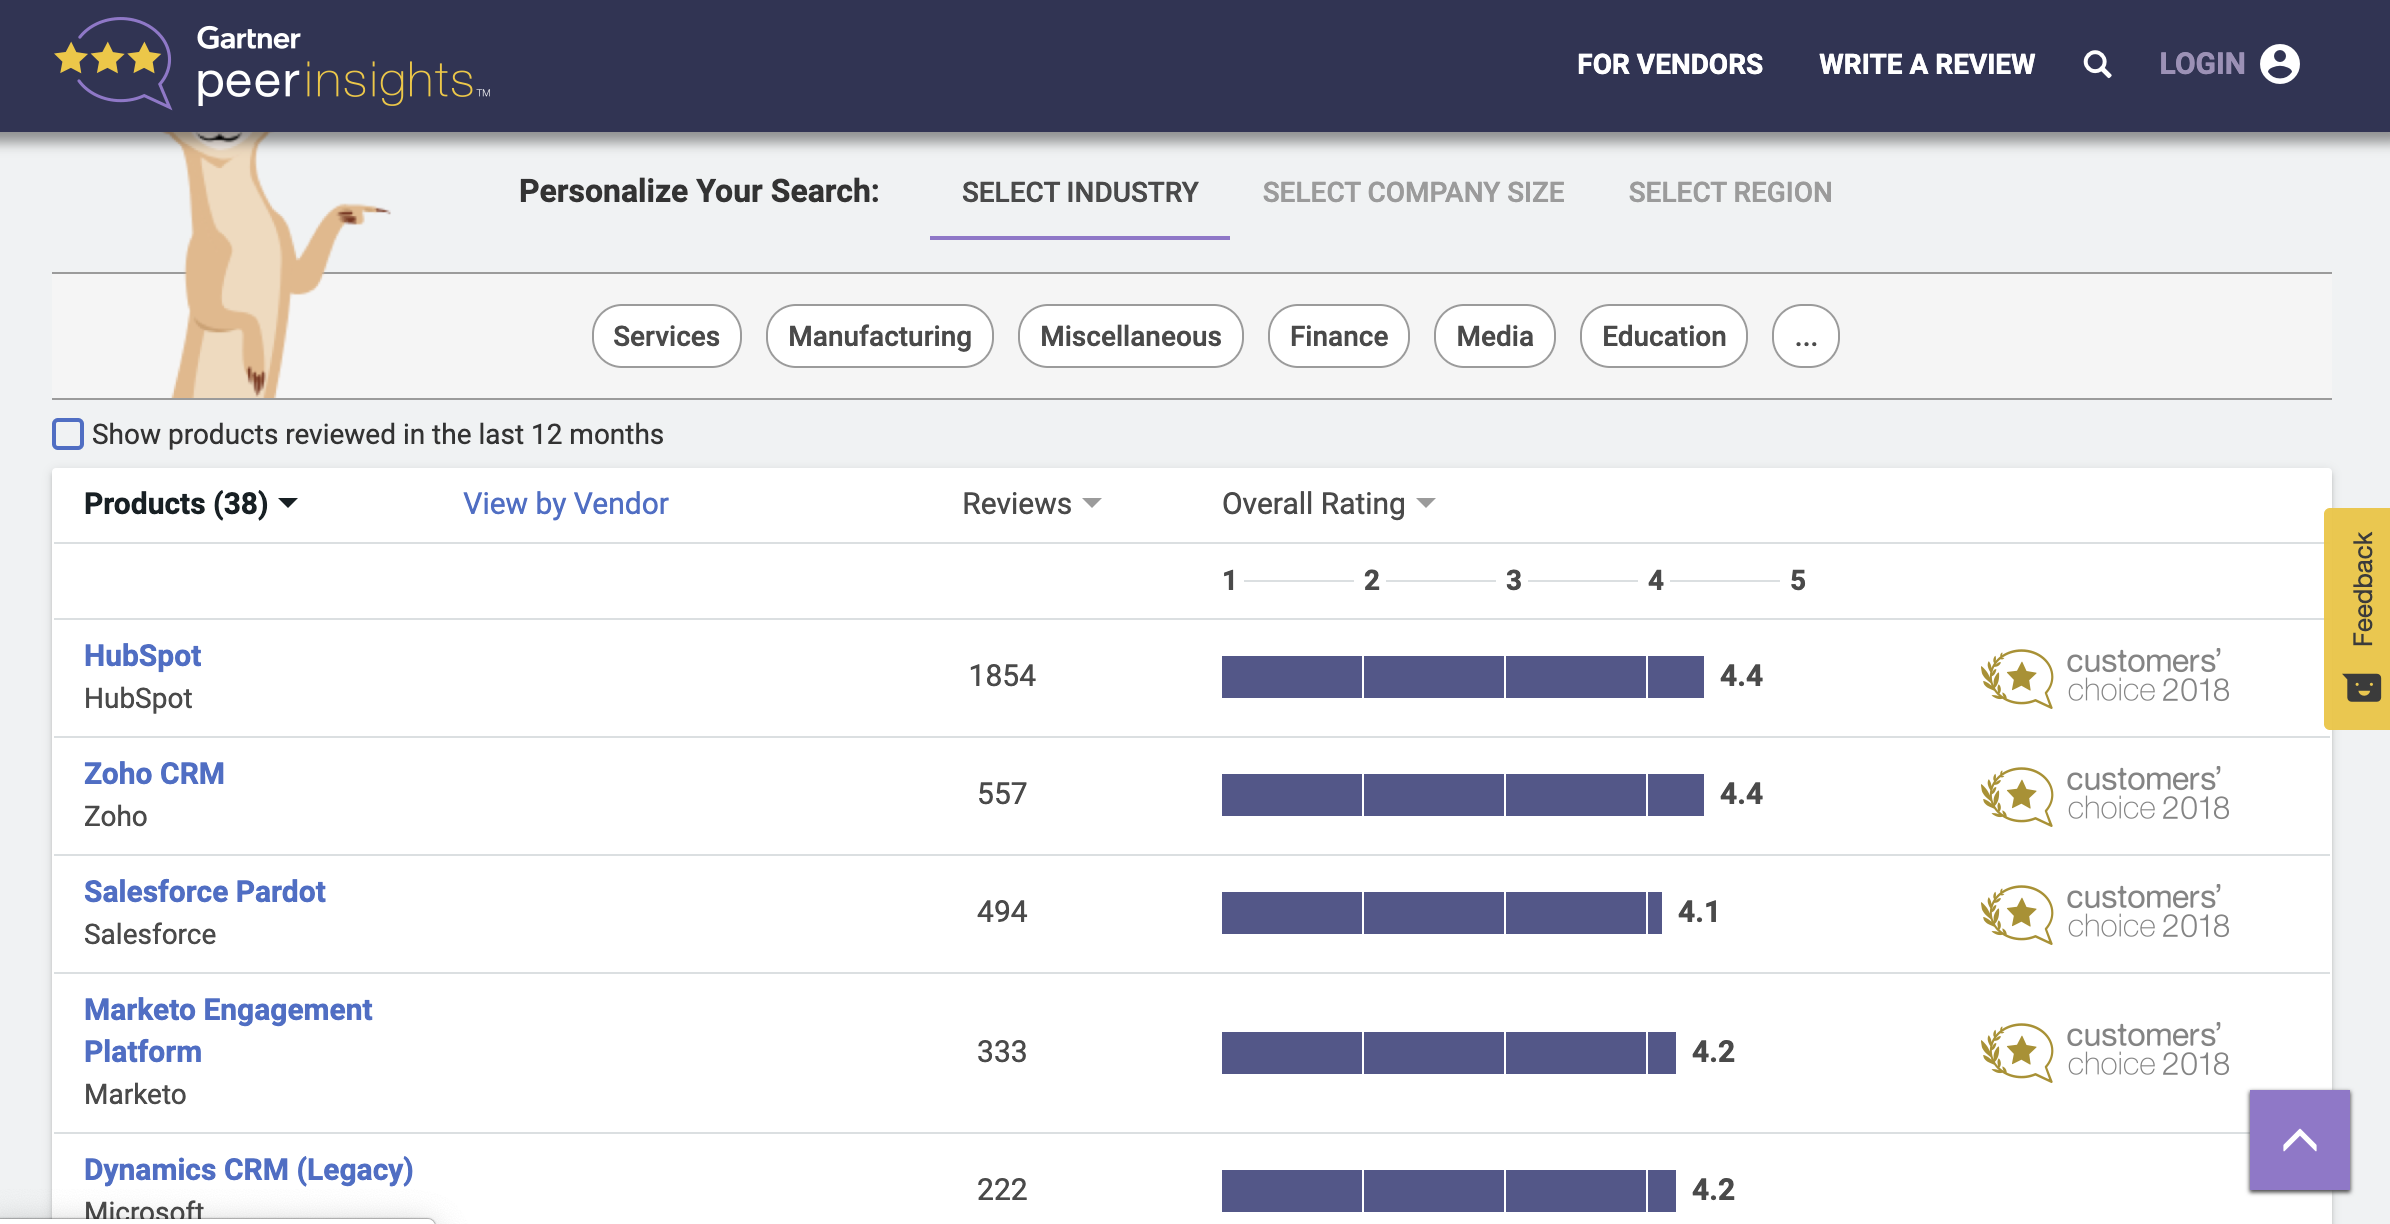 Gartner
peerinsights™
FOR VENDORS WRITE A REVIEW LOGIN
Personalize Your Search: SELECT INDUSTRY SELECT COMPANY SIZE SELECT REGION
Services Manufacturing Miscellaneous Finance Media Education ...
Show products reviewed in the last 12 months
Products (38) View by Vendor Reviews Overall Rating
1 2 3 4 5
HubSpot
HubSpot
1854
4.4
customers'
choice 2018
Zoho CRM
Zoho
557
4.4
customers'
choice 2018
Salesforce Pardot
Salesforce
494
4.1
customers'
choice 2018
Marketo Engagement
Platform
Marketo
333
4.2
customers'
choice 2018
Dynamics CRM (Legacy)
Microsoft
222
4.2
Feedback